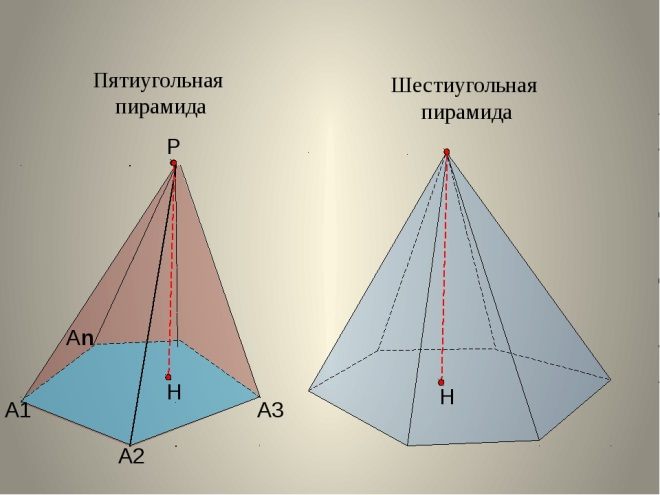 Пятиугольная
пирамида
Шестиугольная
пирамида
P
An
A1
H
A3
A2
H